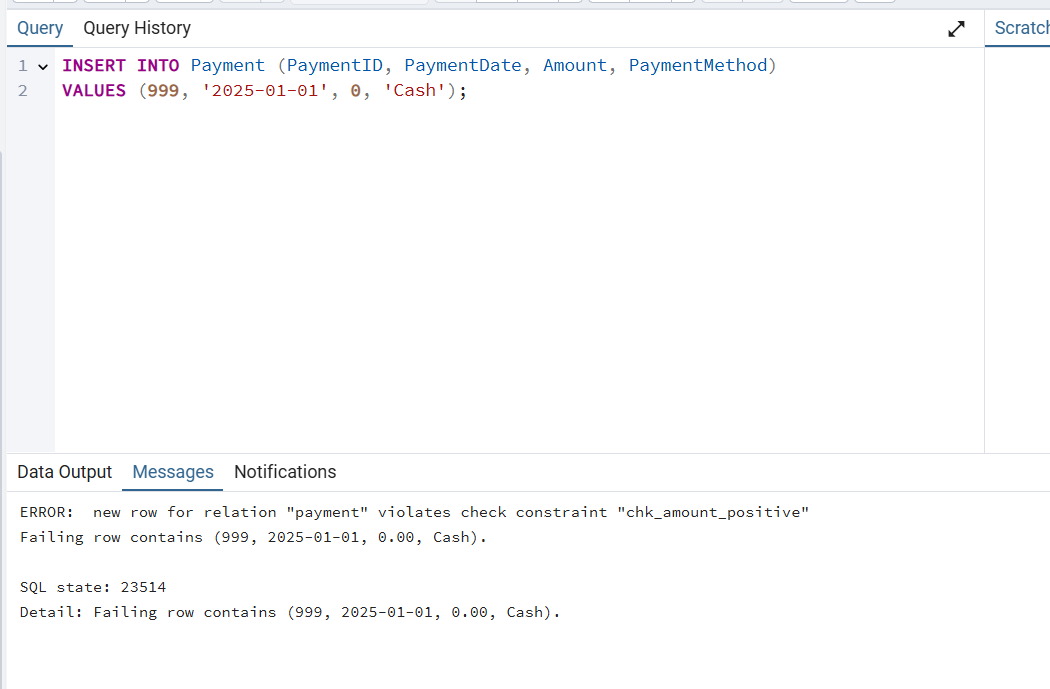 Query Query History Scratch
1 INSERT INTO Payment (PaymentID, PaymentDate, Amount, PaymentMethod)
2 VALUES (999, '2025-01-01', 0, 'Cash');
Data Output Messages Notifications
ERROR:  new row for relation "payment" violates check constraint "chk_amount_positive"
Failing row contains (999, 2025-01-01, 0.00, Cash).
SQL state: 23514
Detail: Failing row contains (999, 2025-01-01, 0.00, Cash).